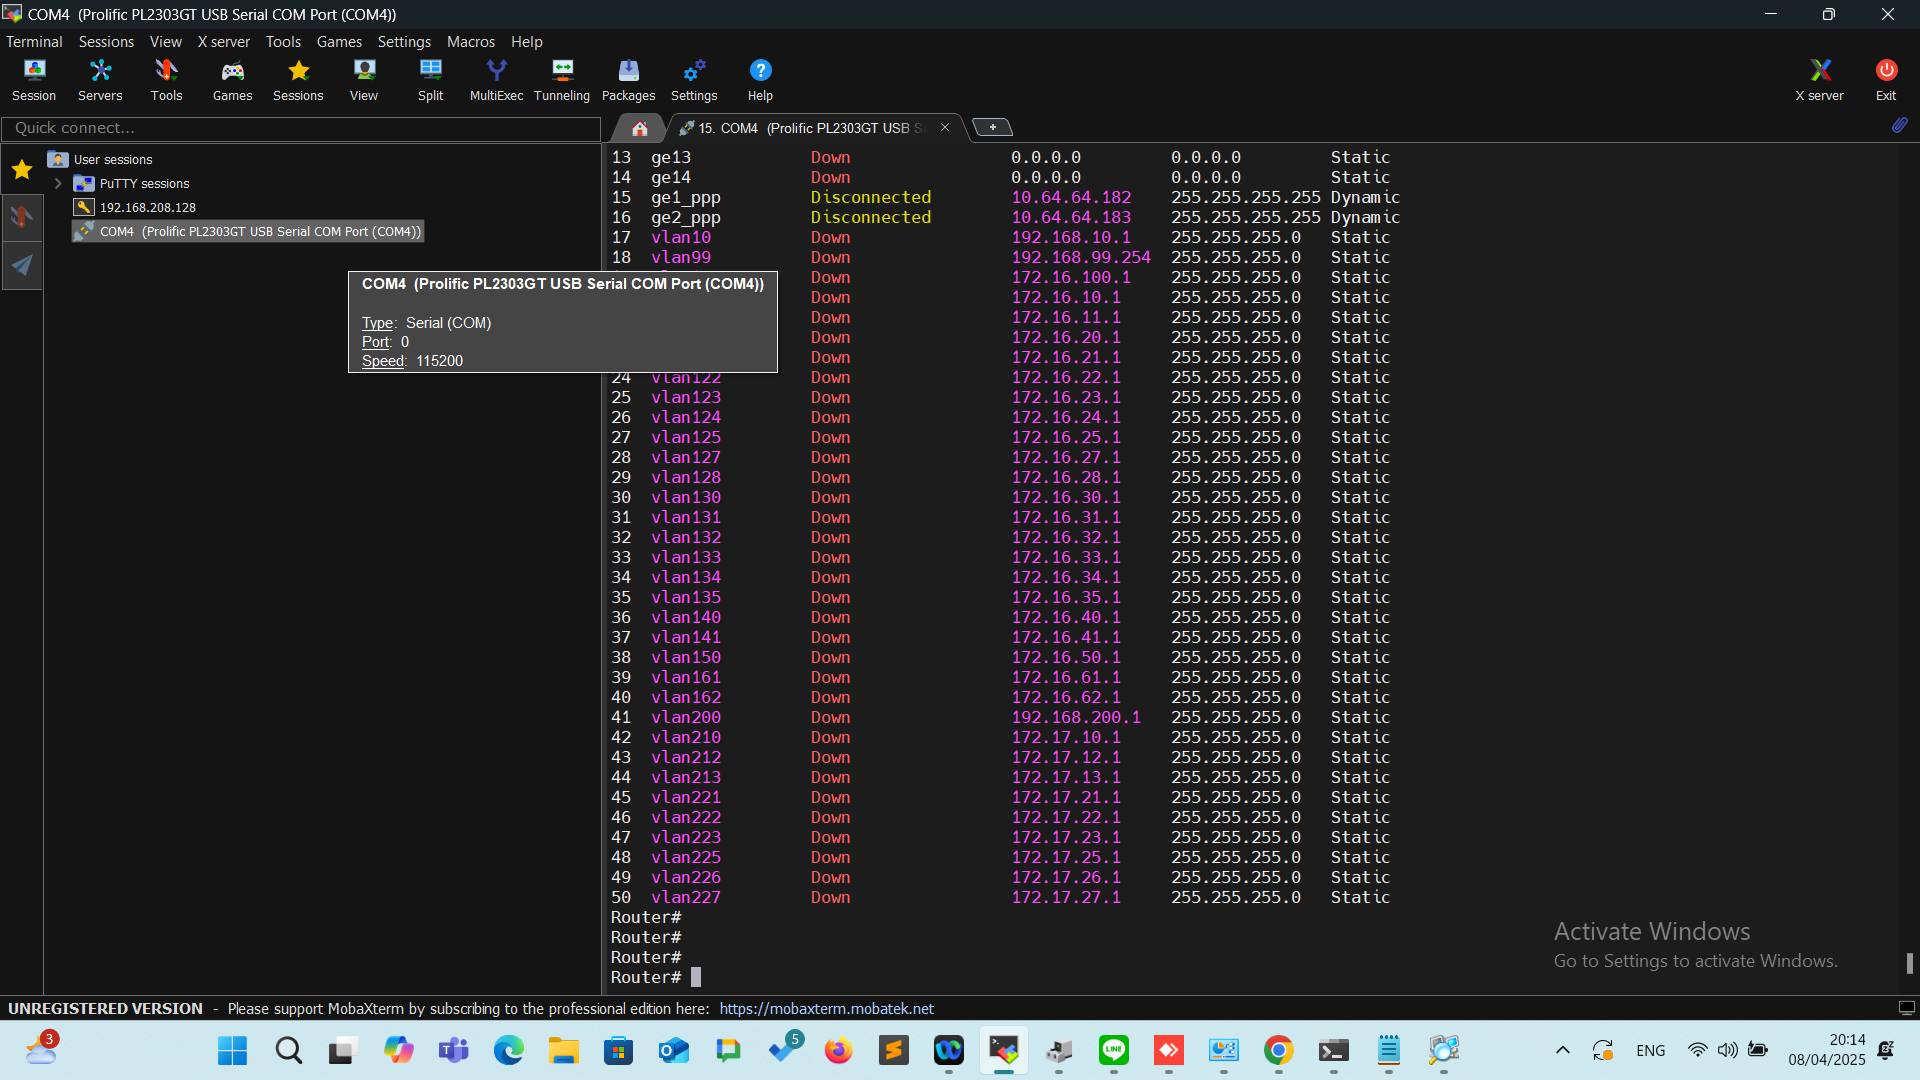 COM4  (Prolific PL2303GT USB Serial COM Port (COM4))
Terminal Sessions View X server Tools Games Settings Macros Help
Session Servers Tools Games Sessions View Split MultiExec Tunneling Packages Settings Help X server Exit
Quick connect...
15. COM4  (Prolific PL2303GT USB S
User sessions
PuTTY sessions
192.168.208.128
COM4  (Prolific PL2303GT USB Serial COM Port (COM4))
COM4  (Prolific PL2303GT USB Serial COM Port (COM4))
Type: Serial (COM)
Port: 0
Speed: 115200
13 ge13 Down 0.0.0.0 0.0.0.0 Static
14 ge14 Down 0.0.0.0 0.0.0.0 Static
15 ge1_ppp Disconnected 10.64.64.182 255.255.255.255 Dynamic
16 ge2_ppp Disconnected 10.64.64.183 255.255.255.255 Dynamic
17 vlan10 Down 192.168.10.1 255.255.255.0 Static
18 vlan99 Down 192.168.99.254 255.255.255.0 Static
Down 172.16.100.1 255.255.255.0 Static
Down 172.16.10.1 255.255.255.0 Static
Down 172.16.11.1 255.255.255.0 Static
Down 172.16.20.1 255.255.255.0 Static
Down 172.16.21.1 255.255.255.0 Static
24 vlan122 Down 172.16.22.1 255.255.255.0 Static
25 vlan123 Down 172.16.23.1 255.255.255.0 Static
26 vlan124 Down 172.16.24.1 255.255.255.0 Static
27 vlan125 Down 172.16.25.1 255.255.255.0 Static
28 vlan127 Down 172.16.27.1 255.255.255.0 Static
29 vlan128 Down 172.16.28.1 255.255.255.0 Static
30 vlan130 Down 172.16.30.1 255.255.255.0 Static
31 vlan131 Down 172.16.31.1 255.255.255.0 Static
32 vlan132 Down 172.16.32.1 255.255.255.0 Static
33 vlan133 Down 172.16.33.1 255.255.255.0 Static
34 vlan134 Down 172.16.34.1 255.255.255.0 Static
35 vlan135 Down 172.16.35.1 255.255.255.0 Static
36 vlan140 Down 172.16.40.1 255.255.255.0 Static
37 vlan141 Down 172.16.41.1 255.255.255.0 Static
38 vlan150 Down 172.16.50.1 255.255.255.0 Static
39 vlan161 Down 172.16.61.1 255.255.255.0 Static
40 vlan162 Down 172.16.62.1 255.255.255.0 Static
41 vlan200 Down 192.168.200.1 255.255.255.0 Static
42 vlan210 Down 172.17.10.1 255.255.255.0 Static
43 vlan212 Down 172.17.12.1 255.255.255.0 Static
44 vlan213 Down 172.17.13.1 255.255.255.0 Static
45 vlan221 Down 172.17.21.1 255.255.255.0 Static
46 vlan222 Down 172.17.22.1 255.255.255.0 Static
47 vlan223 Down 172.17.23.1 255.255.255.0 Static
48 vlan225 Down 172.17.25.1 255.255.255.0 Static
49 vlan226 Down 172.17.26.1 255.255.255.0 Static
50 vlan227 Down 172.17.27.1 255.255.255.0 Static
Router#
Router#
Router#
Router#
Activate Windows
Go to Settings to activate Windows.
UNREGISTERED VERSION - Please support MobaXterm by subscribing to the professional edition here: https://mobaxterm.mobatek.net
3
5
LINE
ENG
20:14
08/04/2025